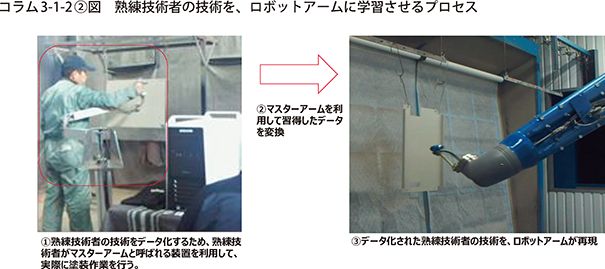 コラム3-1-2②図　熟練技術者の技術を、ロボットアームに学習させるプロセス
②マスターアームを利
用して習得したデータ
を変換
①熟練技術者の技術をデータ化するため、熟練技
術者がマスターアームと呼ばれる装置を利用して、
実際に塗装作業を行う。
③データ化された熟練技術者の技術を、ロボットアームが再現